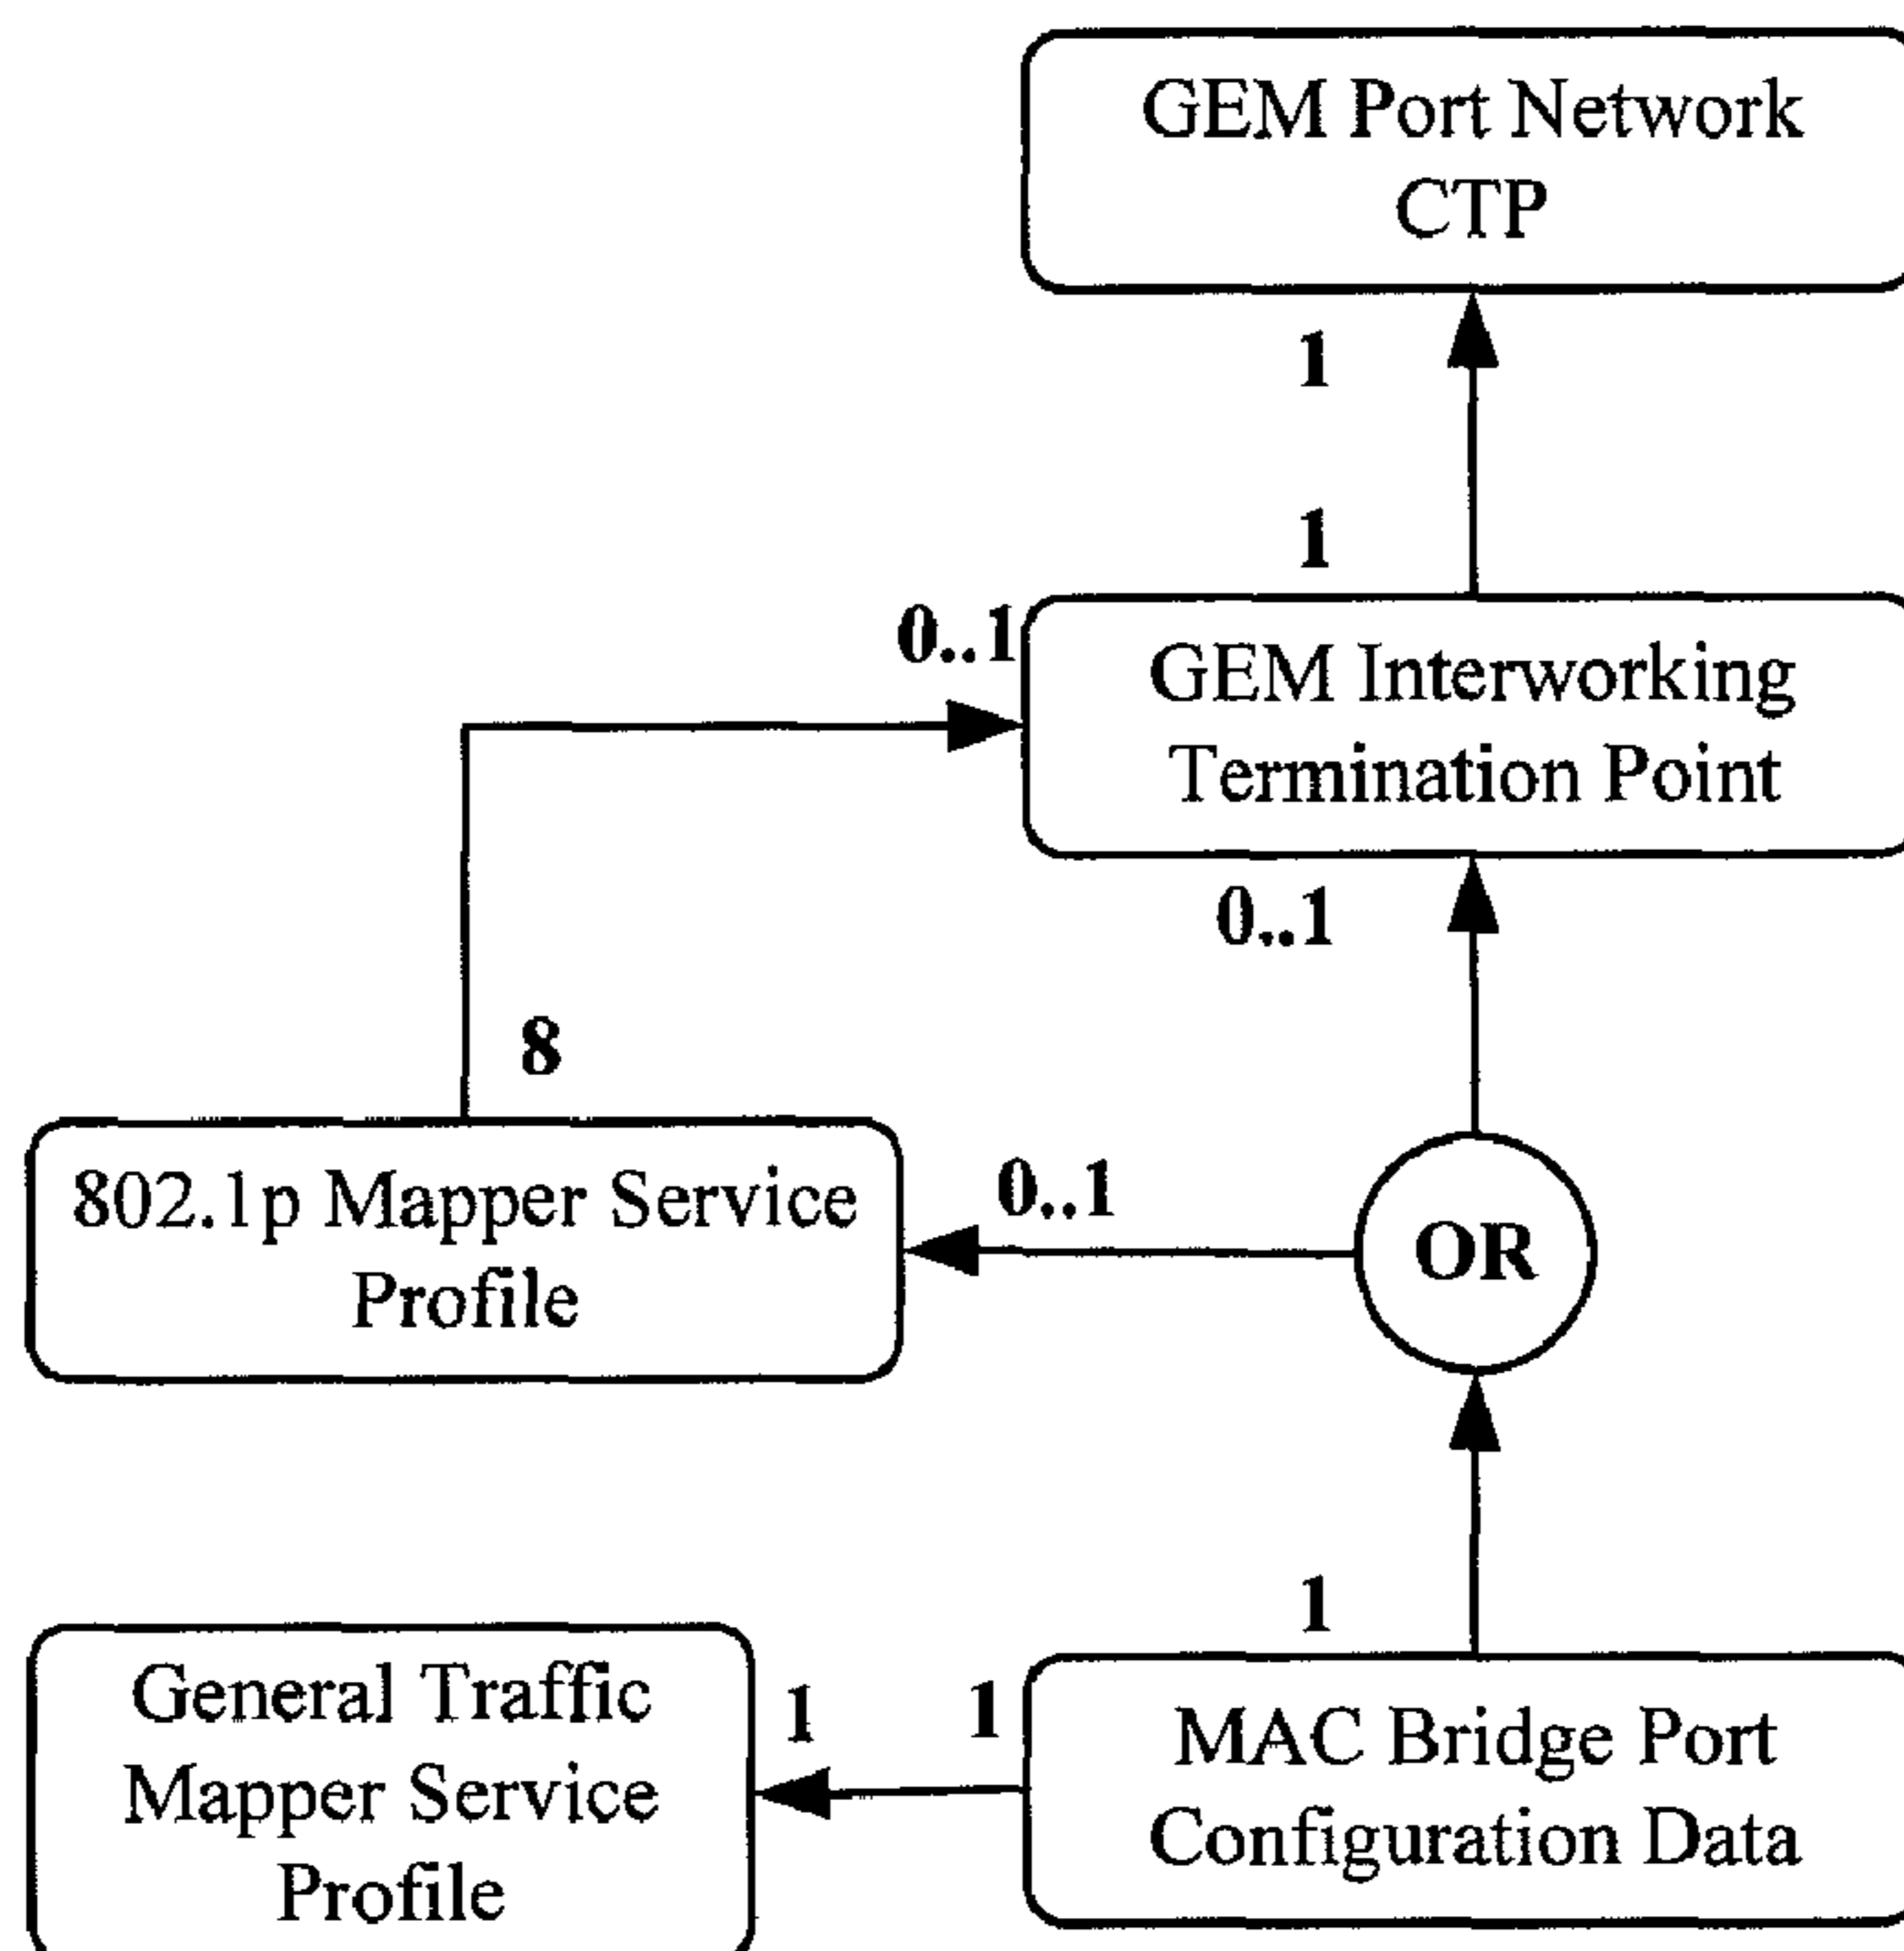 GEM Port Network
CTP
1
1
0..1
GEM Interworking
Termination Point
0..1
8
802.1p Mapper Service
Profile
0..1
OR
1
General Traffic
Mapper Service
Profile
1
1
MAC Bridge Port
Configuration Data